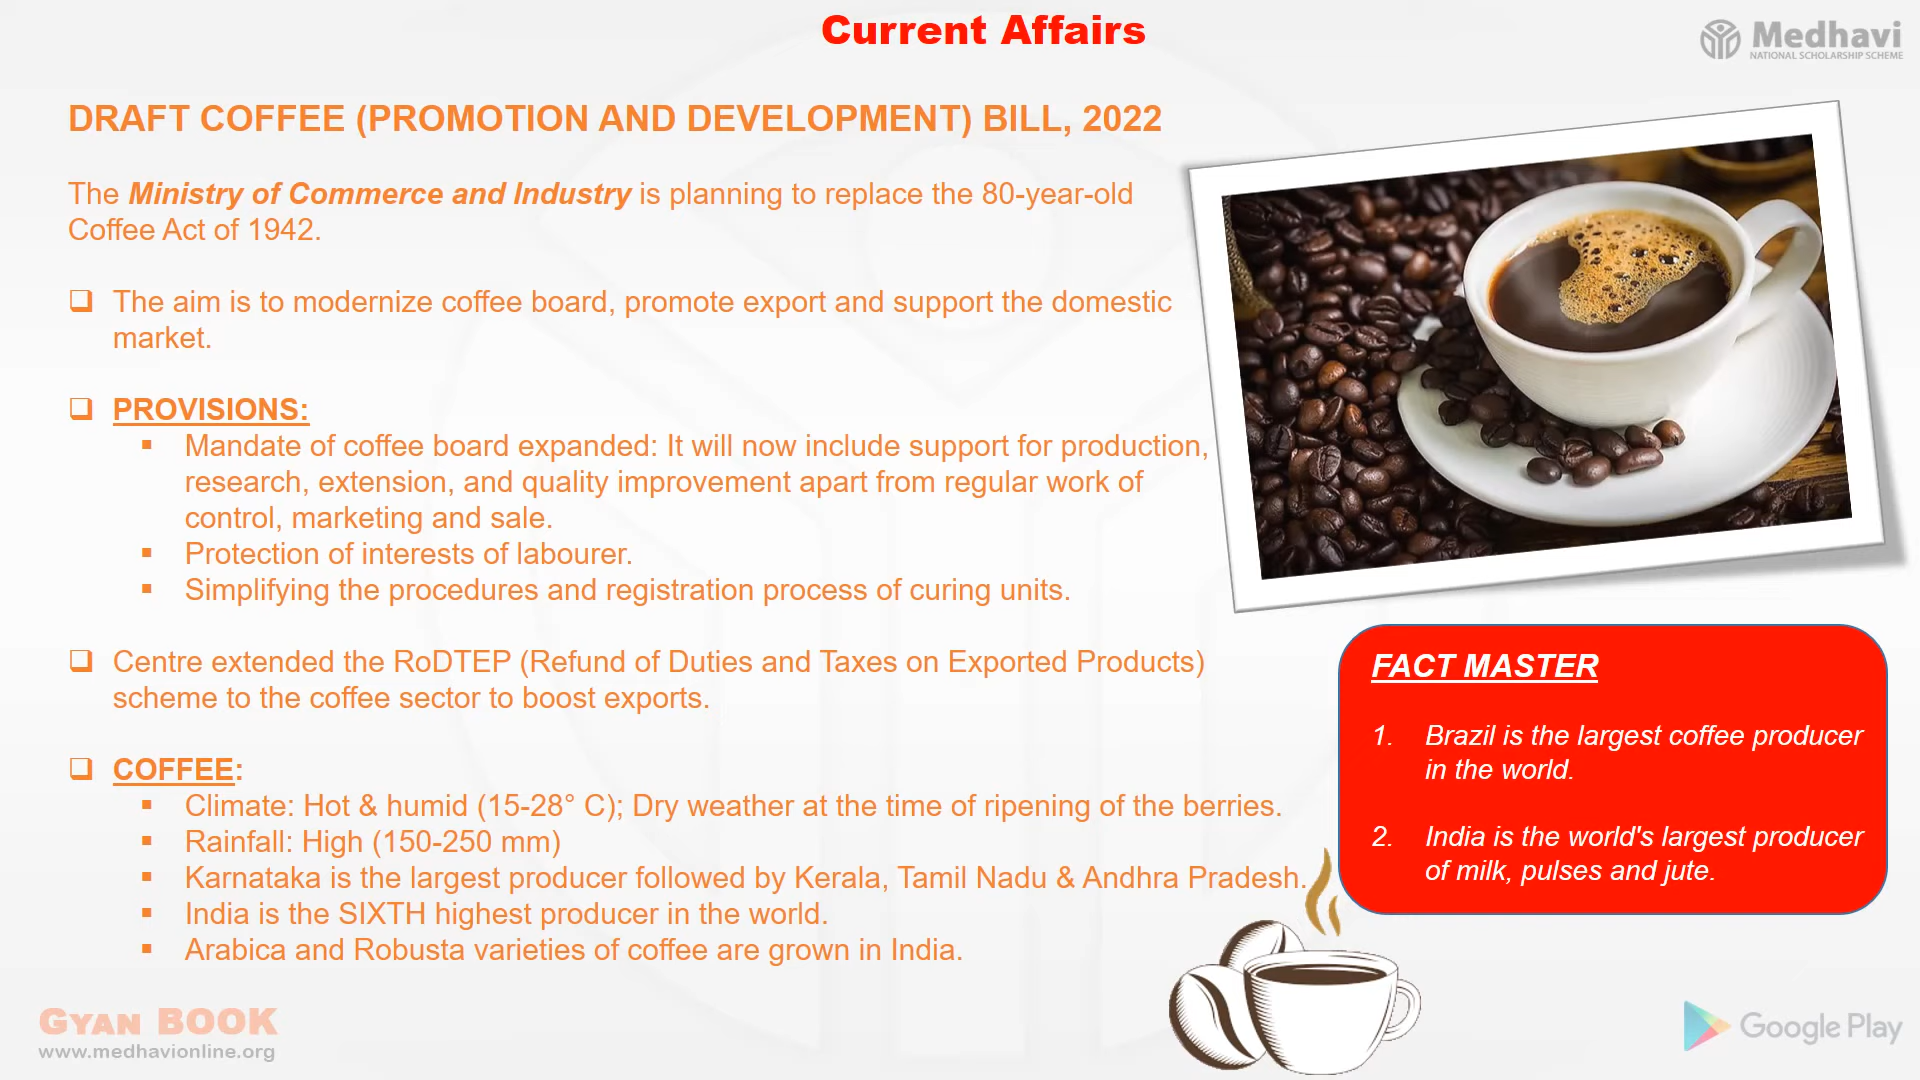 Current Affairs
Medhavi
NATIONAL SCHOLARSHIP SCHEME
DRAFT COFFEE (PROMOTION AND DEVELOPMENT) BILL, 2022
The Ministry of Commerce and Industry is planning to replace the 80-year-old
Coffee Act of 1942.
❑ The aim is to modernize coffee board, promote export and support the domestic
market.
❑ PROVISIONS:
▪ Mandate of coffee board expanded: It will now include support for production,
research, extension, and quality improvement apart from regular work of
control, marketing and sale.
▪ Protection of interests of labourer.
▪ Simplifying the procedures and registration process of curing units.
❑ Centre extended the RoDTEP (Refund of Duties and Taxes on Exported Products)
scheme to the coffee sector to boost exports.
❑ COFFEE:
▪ Climate: Hot & humid (15-28° C); Dry weather at the time of ripening of the berries.
▪ Rainfall: High (150-250 mm)
▪ Karnataka is the largest producer followed by Kerala, Tamil Nadu & Andhra Pradesh.
▪ India is the SIXTH highest producer in the world.
▪ Arabica and Robusta varieties of coffee are grown in India.
FACT MASTER
1. Brazil is the largest coffee producer
in the world.
2. India is the world's largest producer
of milk, pulses and jute.
GYAN BOOK
www.medhavionline.org
Google Play